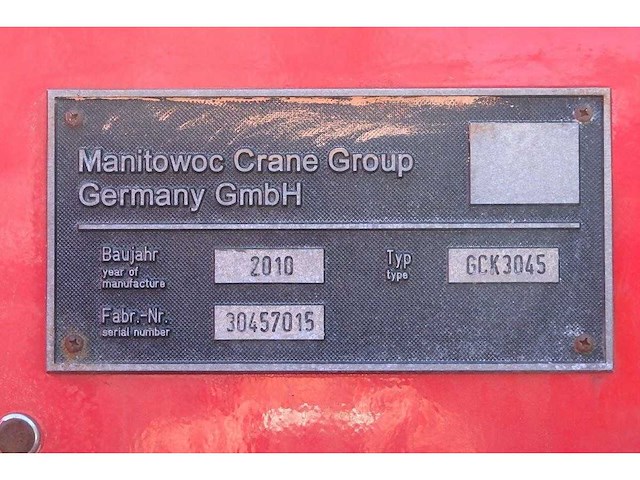 Manitowoc Crane Group
Germany GmbH
Baujahr 2010 Typ GCK3045
year of manufacture type
Fabr.-Nr. 30457015
serial number